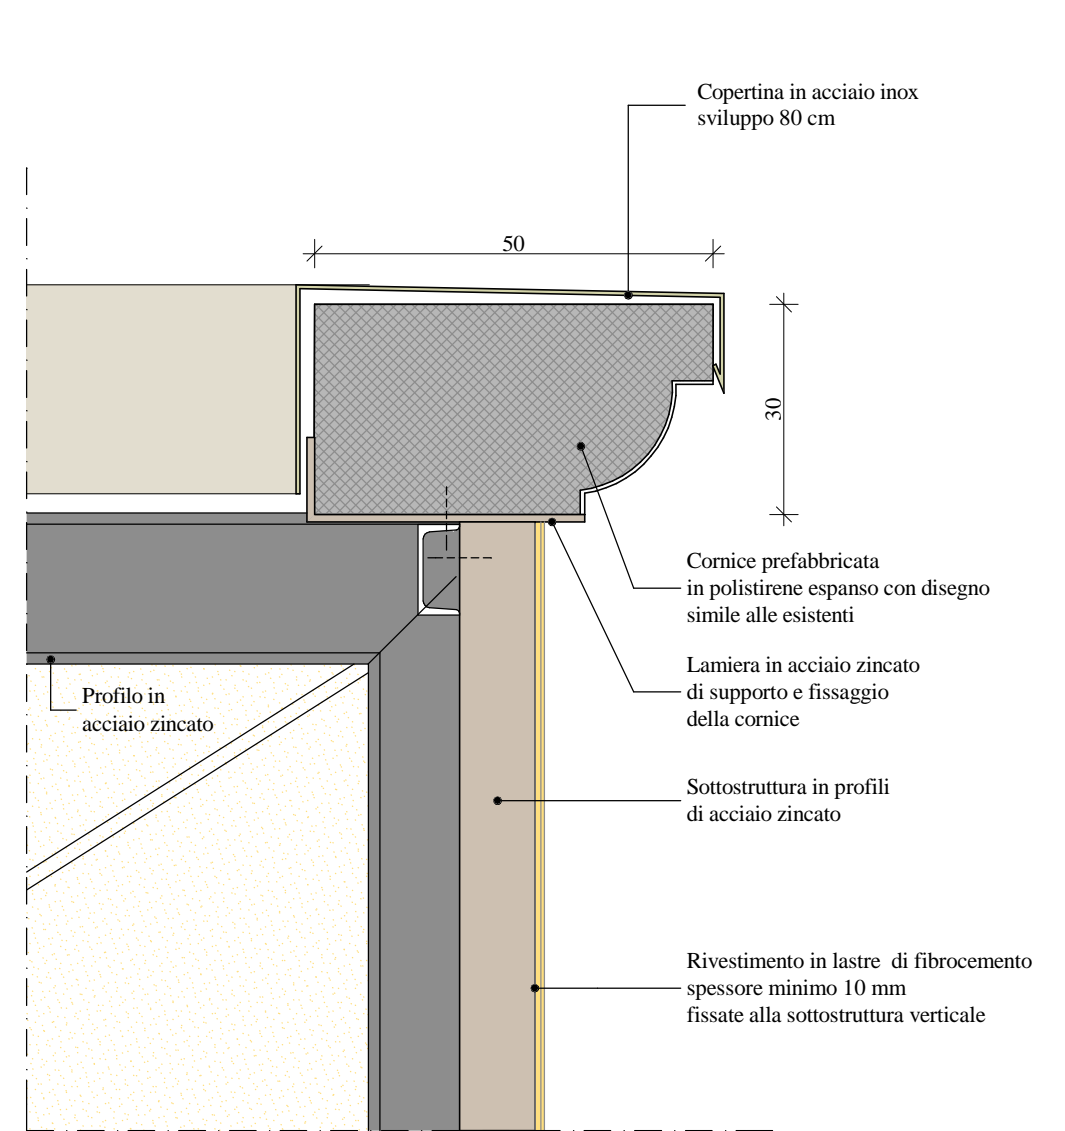 Copertina in acciaio inox
sviluppo 80 cm
50
30
Cornice prefabbricata
in polistirene espanso con disegno
simile alle esistenti
Lamiera in acciaio zincato
di supporto e fissaggio
della cornice
Profilo in
acciaio zincato
Sottostruttura in profili
di acciaio zincato
Rivestimento in lastre  di fibrocemento
spessore minimo 10 mm
fissate alla sottostruttura verticale